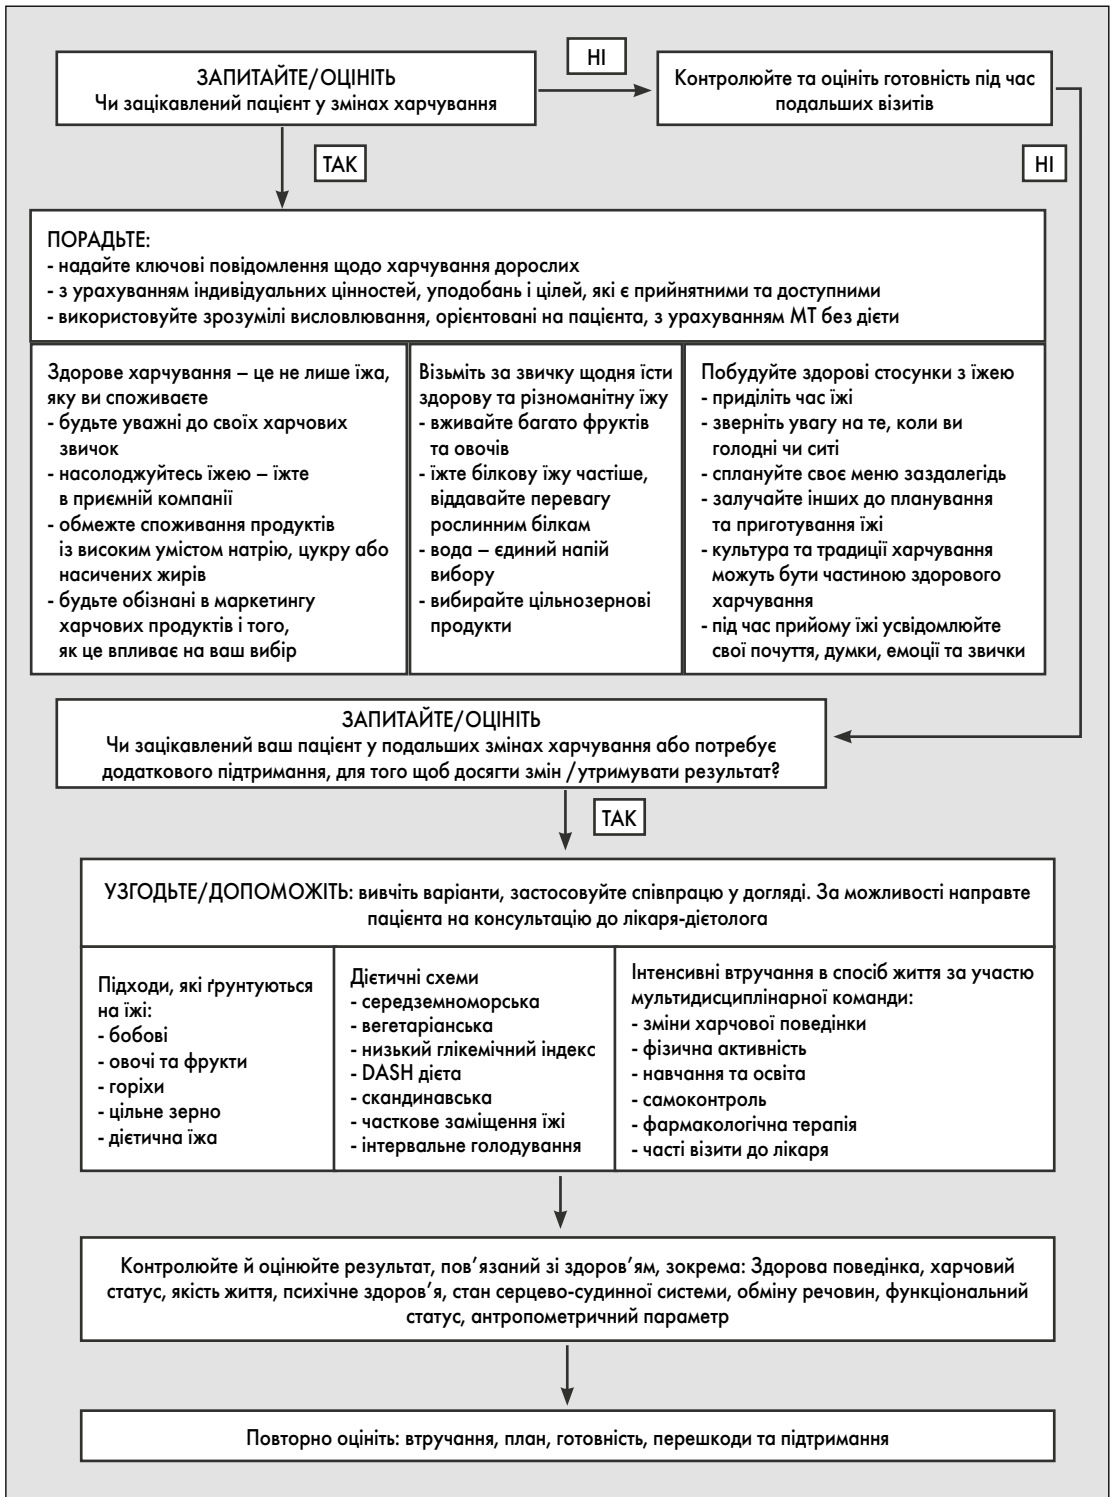 ЗАПИТАЙТЕ/ОЦІНІТЬ
Чи зацікавлений пацієнт у змінах харчування
НІ
Контролюйте та оцініть готовність під час
подальших візитів
ТАК
НІ
ПОРАДЬТЕ:
- надайте ключові повідомлення щодо харчування дорослих
- з урахуванням індивідуальних цінностей, уподобань і цілей, які є прийнятними та доступними
- використовуйте зрозумілі висловлювання, орієнтовані на пацієнта, з урахуванням МТ без дієти
Здорове харчування – це не лише їжа,
яку ви споживаєте
- будьте уважні до своїх харчових
звичок
- насолоджуйтесь їжею – їжте
в приємній компанії
- обмежте споживання продуктів
із високим умістом натрію, цукру або
насичених жирів
- будьте обізнані в маркетингу
харчових продуктів і того,
як це впливає на ваш вибір
Візьміть за звичку щодня їсти
здорову та різноманітну їжу
- вживайте багато фруктів
та овочів
- їжте білкову їжу частіше,
віддавайте перевагу
рослинним білкам
- вода – єдиний напій
вибору
- вибирайте цільнозернові
продукти
Побудуйте здорові стосунки з їжею
- приділіть час їжі
- зверніть увагу на те, коли ви
голодні чи ситі
- сплануйте своє меню заздалегідь
- залучайте інших до планування
та приготування їжі
- культура та традиції харчування
можуть бути частиною здорового
харчування
- під час прийому їжі усвідомлюйте
свої почуття, думки, емоції та звички
ЗАПИТАЙТЕ/ОЦІНІТЬ
Чи зацікавлений ваш пацієнт у подальших змінах харчування або потребує
додаткового підтримання, для того щоб досягти змін /утримувати результат?
ТАК
УЗГОДЬТЕ/ДОПОМОЖІТЬ: вивчіть варіанти, застосовуйте співпрацю у догляді. За можливості направте
пацієнта на консультацію до лікаря-дієтолога
Підходи, які ґрунтуються
на їжі:
- бобові
- овочі та фрукти
- горіхи
- цільне зерно
- дієтична їжа
Дієтичні схеми
- середземноморська
- вегетаріанська
- низький глікемічний індекс
- DASH дієта
- скандинавська
- часткове заміщення їжі
- інтервальне голодування
Інтенсивні втручання в спосіб життя за участю
мультидисциплінарної команди:
- зміни харчової поведінки
- фізична активність
- навчання та освіта
- самоконтроль
- фармакологічна терапія
- часті візити до лікаря
Контролюйте й оцінюйте результат, пов’язаний зі здоров’ям, зокрема: Здорова поведінка, харчовий
статус, якість життя, психічне здоров’я, стан серцево-судинної системи, обміну речовин, функціональний
статус, антропометричний параметр
Повторно оцініть: втручання, план, готовність, перешкоди та підтримання